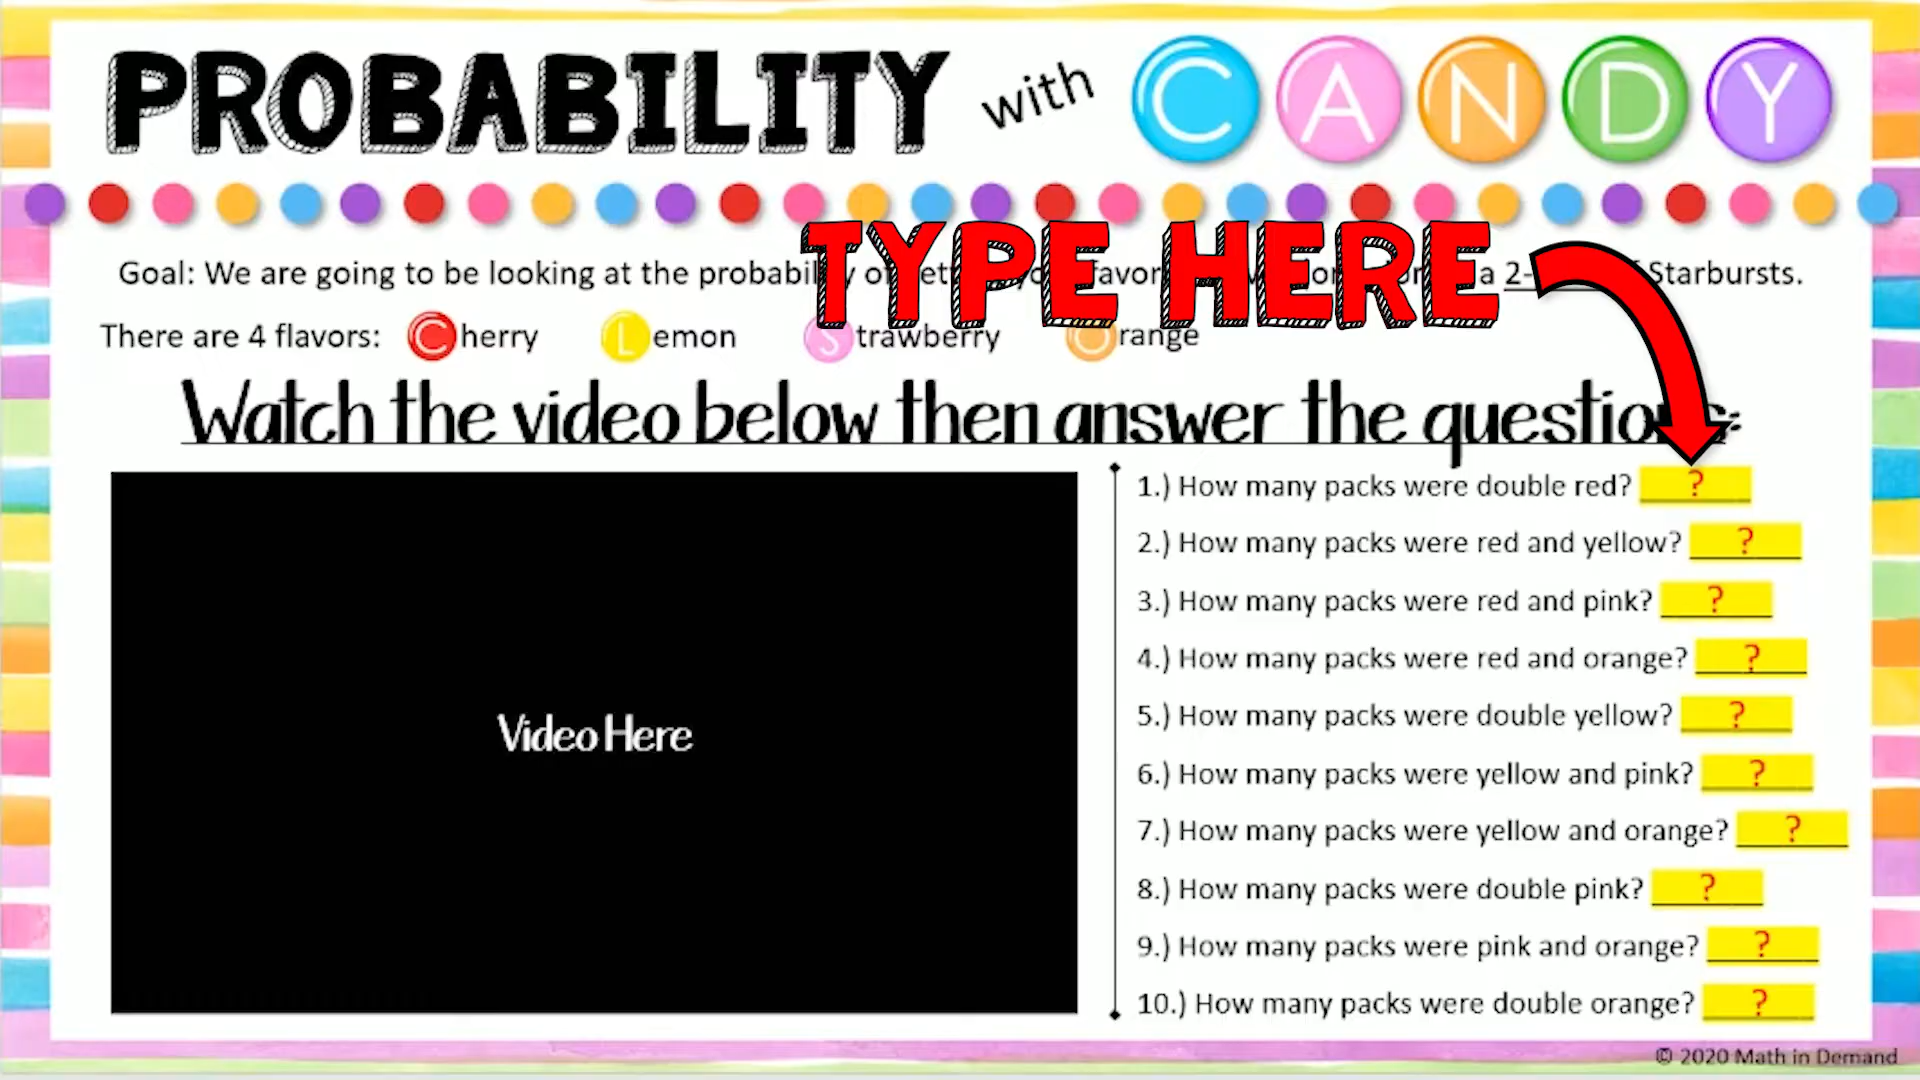 PROBABILITY with CANDY
TYPE HERE
Goal: We are going to be looking at the probability of a 2- Starbursts.
There are 4 flavors: Cherry Lemon Strawberry Orange
Watch the video below then answer the questions:
Video Here
1.) How many packs were double red? ?
2.) How many packs were red and yellow? ?
3.) How many packs were red and pink? ?
4.) How many packs were red and orange? ?
5.) How many packs were double yellow? ?
6.) How many packs were yellow and pink? ?
7.) How many packs were yellow and orange? ?
8.) How many packs were double pink? ?
9.) How many packs were pink and orange? ?
10.) How many packs were double orange? ?
© 2020 Math in Demand